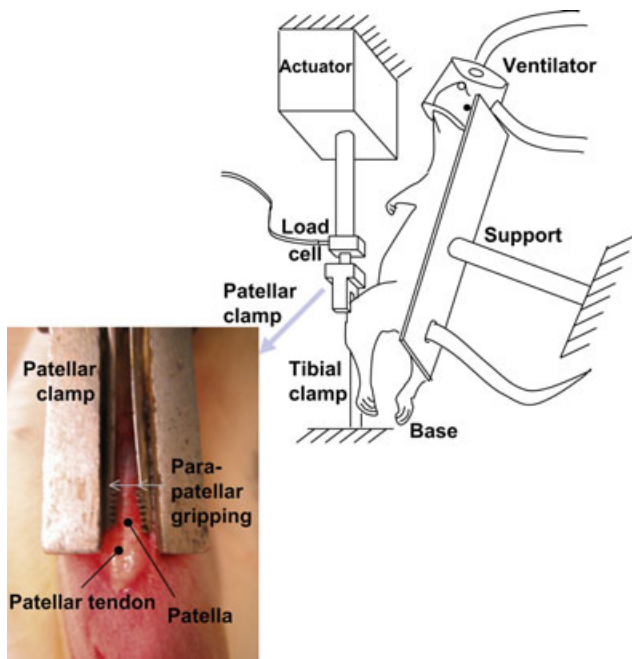 Actuator
Ventilator
Load
cell
Support
Patellar
clamp
Patellar
clamp
Tibial
clamp
Base
Para-
patellar
gripping
Patellar tendon
Patella